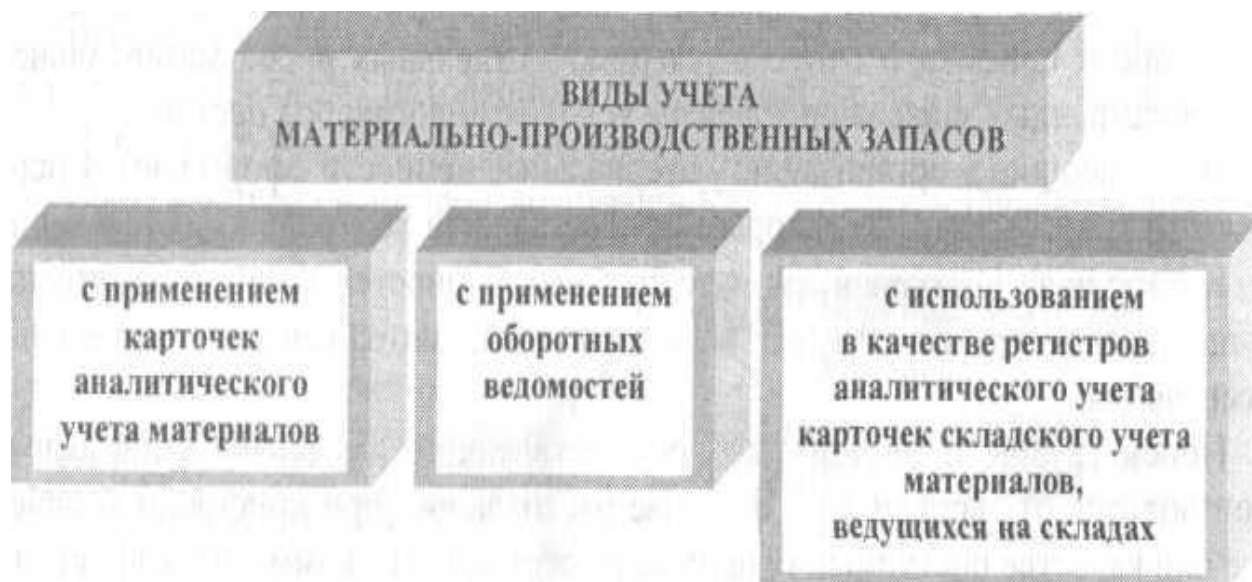 ВИДЫ УЧЕТА
МАТЕРИАЛЬНО-ПРОИЗВОДСТВЕННЫХ ЗАПАСОВ
с применением
карточек
аналитического
учета материалов
с применением
оборотных
ведомостей
с использованием
в качестве регистров
аналитического учета
карточек складского учета
материалов,
ведущихся на складах